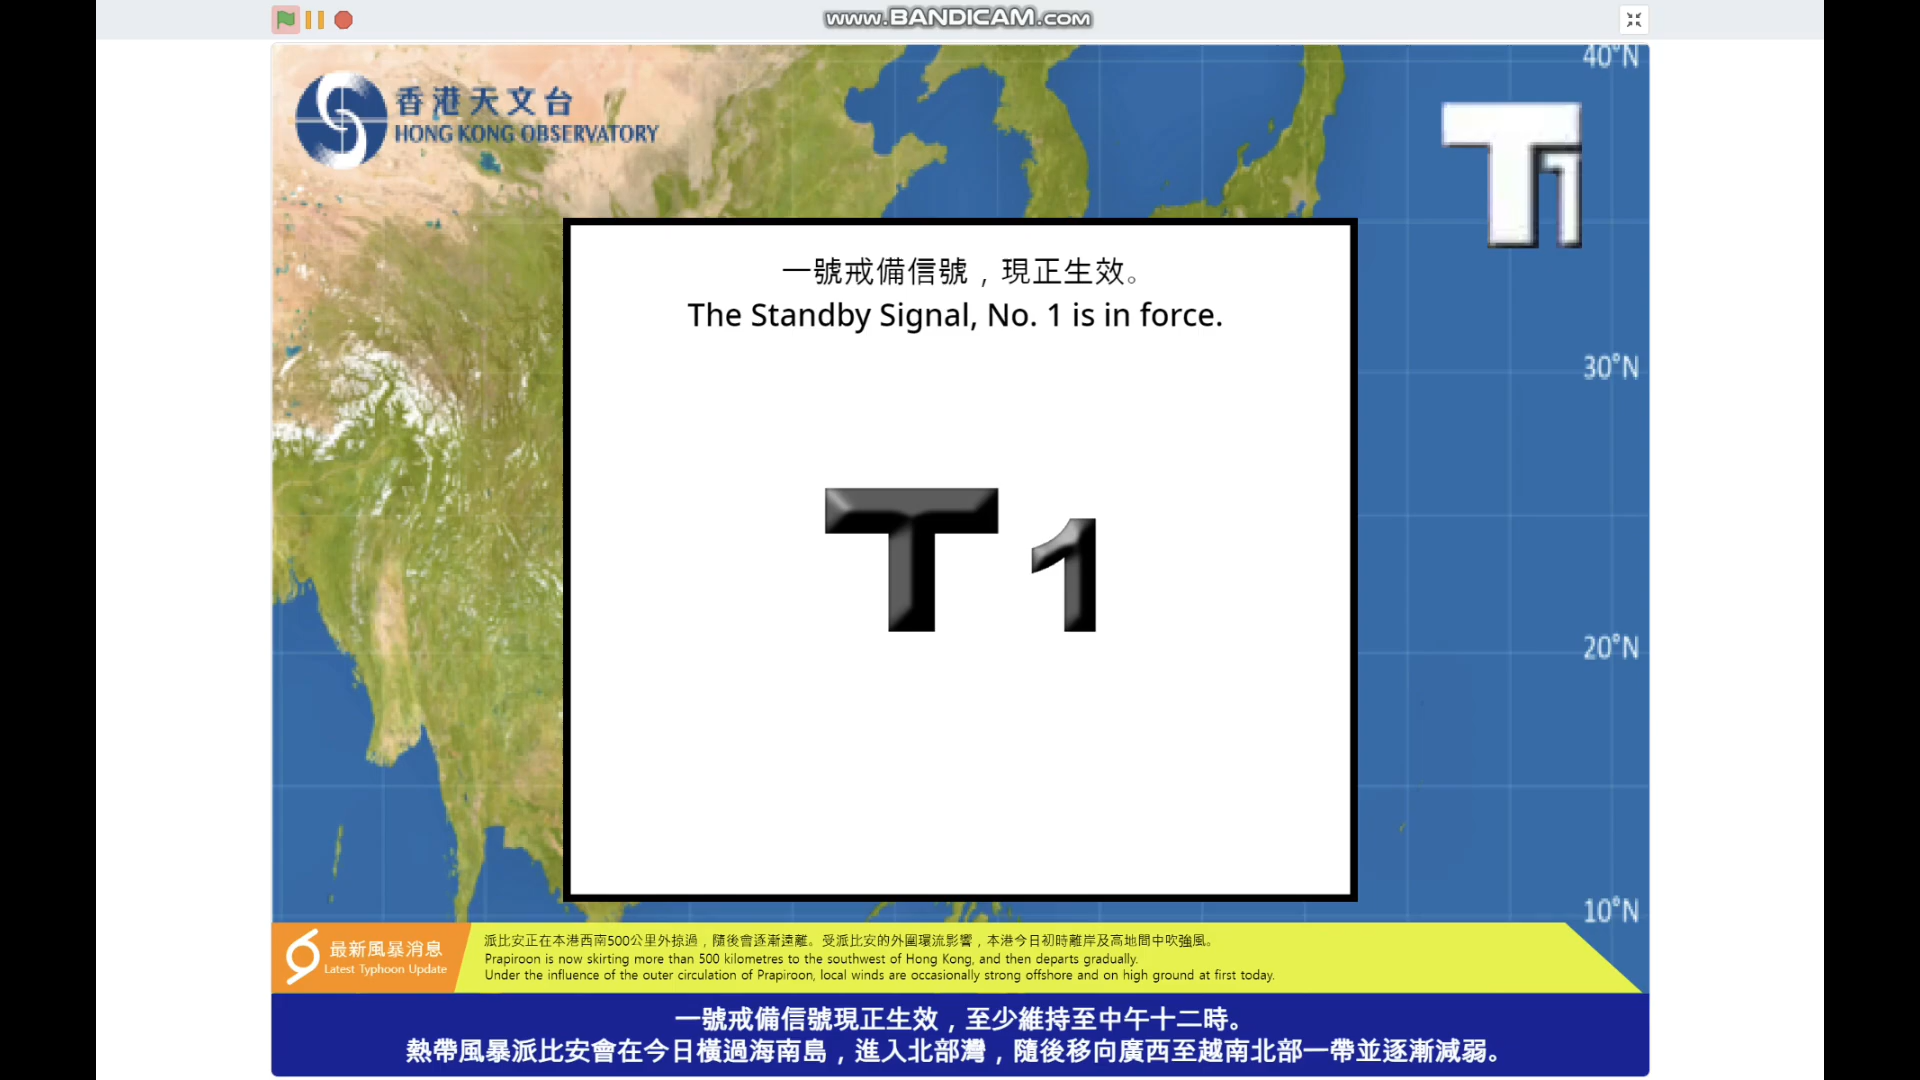 www.BANDICAM.com
40°N
香港天文台
HONG KONG OBSERVATORY
T1
一號戒備信號，現正生效。
The Standby Signal, No. 1 is in force.
30°N
T 1
20°N
10°N
最新風暴消息
Latest Typhoon Update
派比安正在本港西南500公里外掠過，隨後會逐漸遠離。受派比安的外圍環流影響，本港今日初時離岸及高地間中吹強風。
Prapiroon is now skirting more than 500 kilometres to the southwest of Hong Kong, and then departs gradually.
Under the influence of the outer circulation of Prapiroon, local winds are occasionally strong offshore and on high ground at first today.
一號戒備信號現正生效，至少維持至中午十二時。
熱帶風暴派比安會在今日橫過海南島，進入北部灣，隨後移向廣西至越南北部一帶並逐漸減弱。